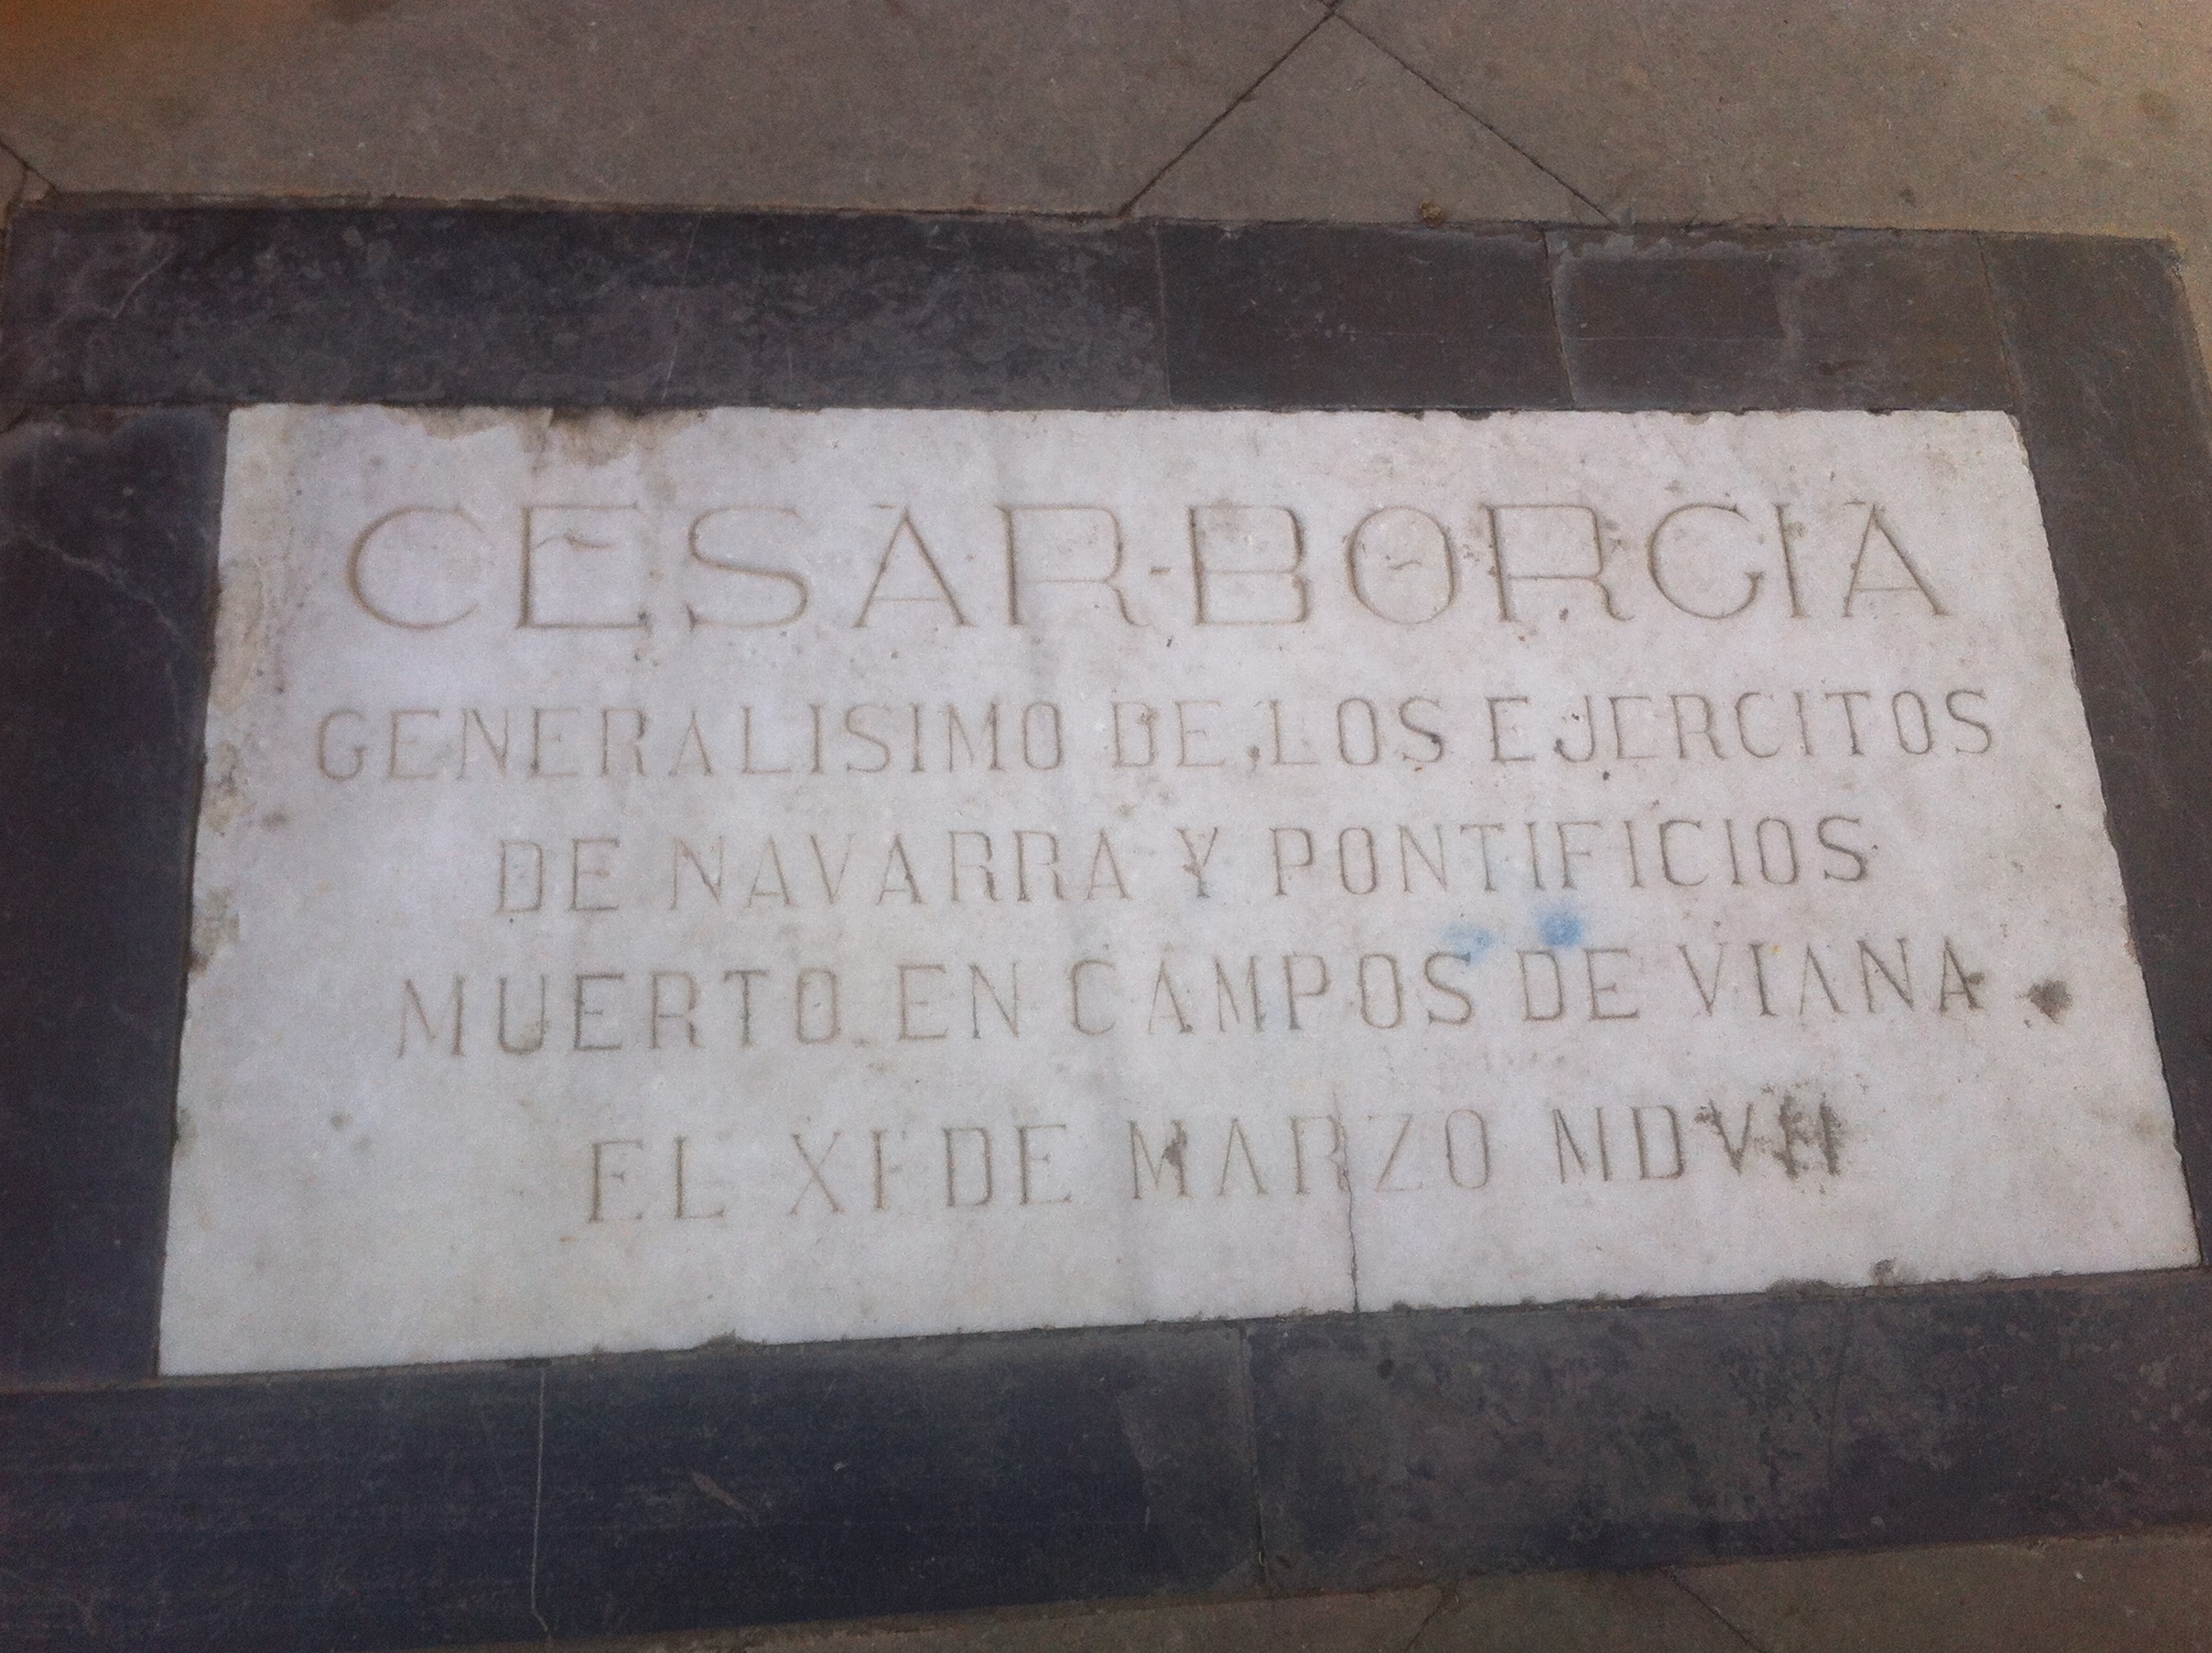 CESAR-BORGIA
GENERALISIMO DE LOS EJERCITOS
DE NAVARRA Y PONTIFICIOS
MUERTO EN CAMPOS DE VIANA
EL XI DE MARZO MDVII